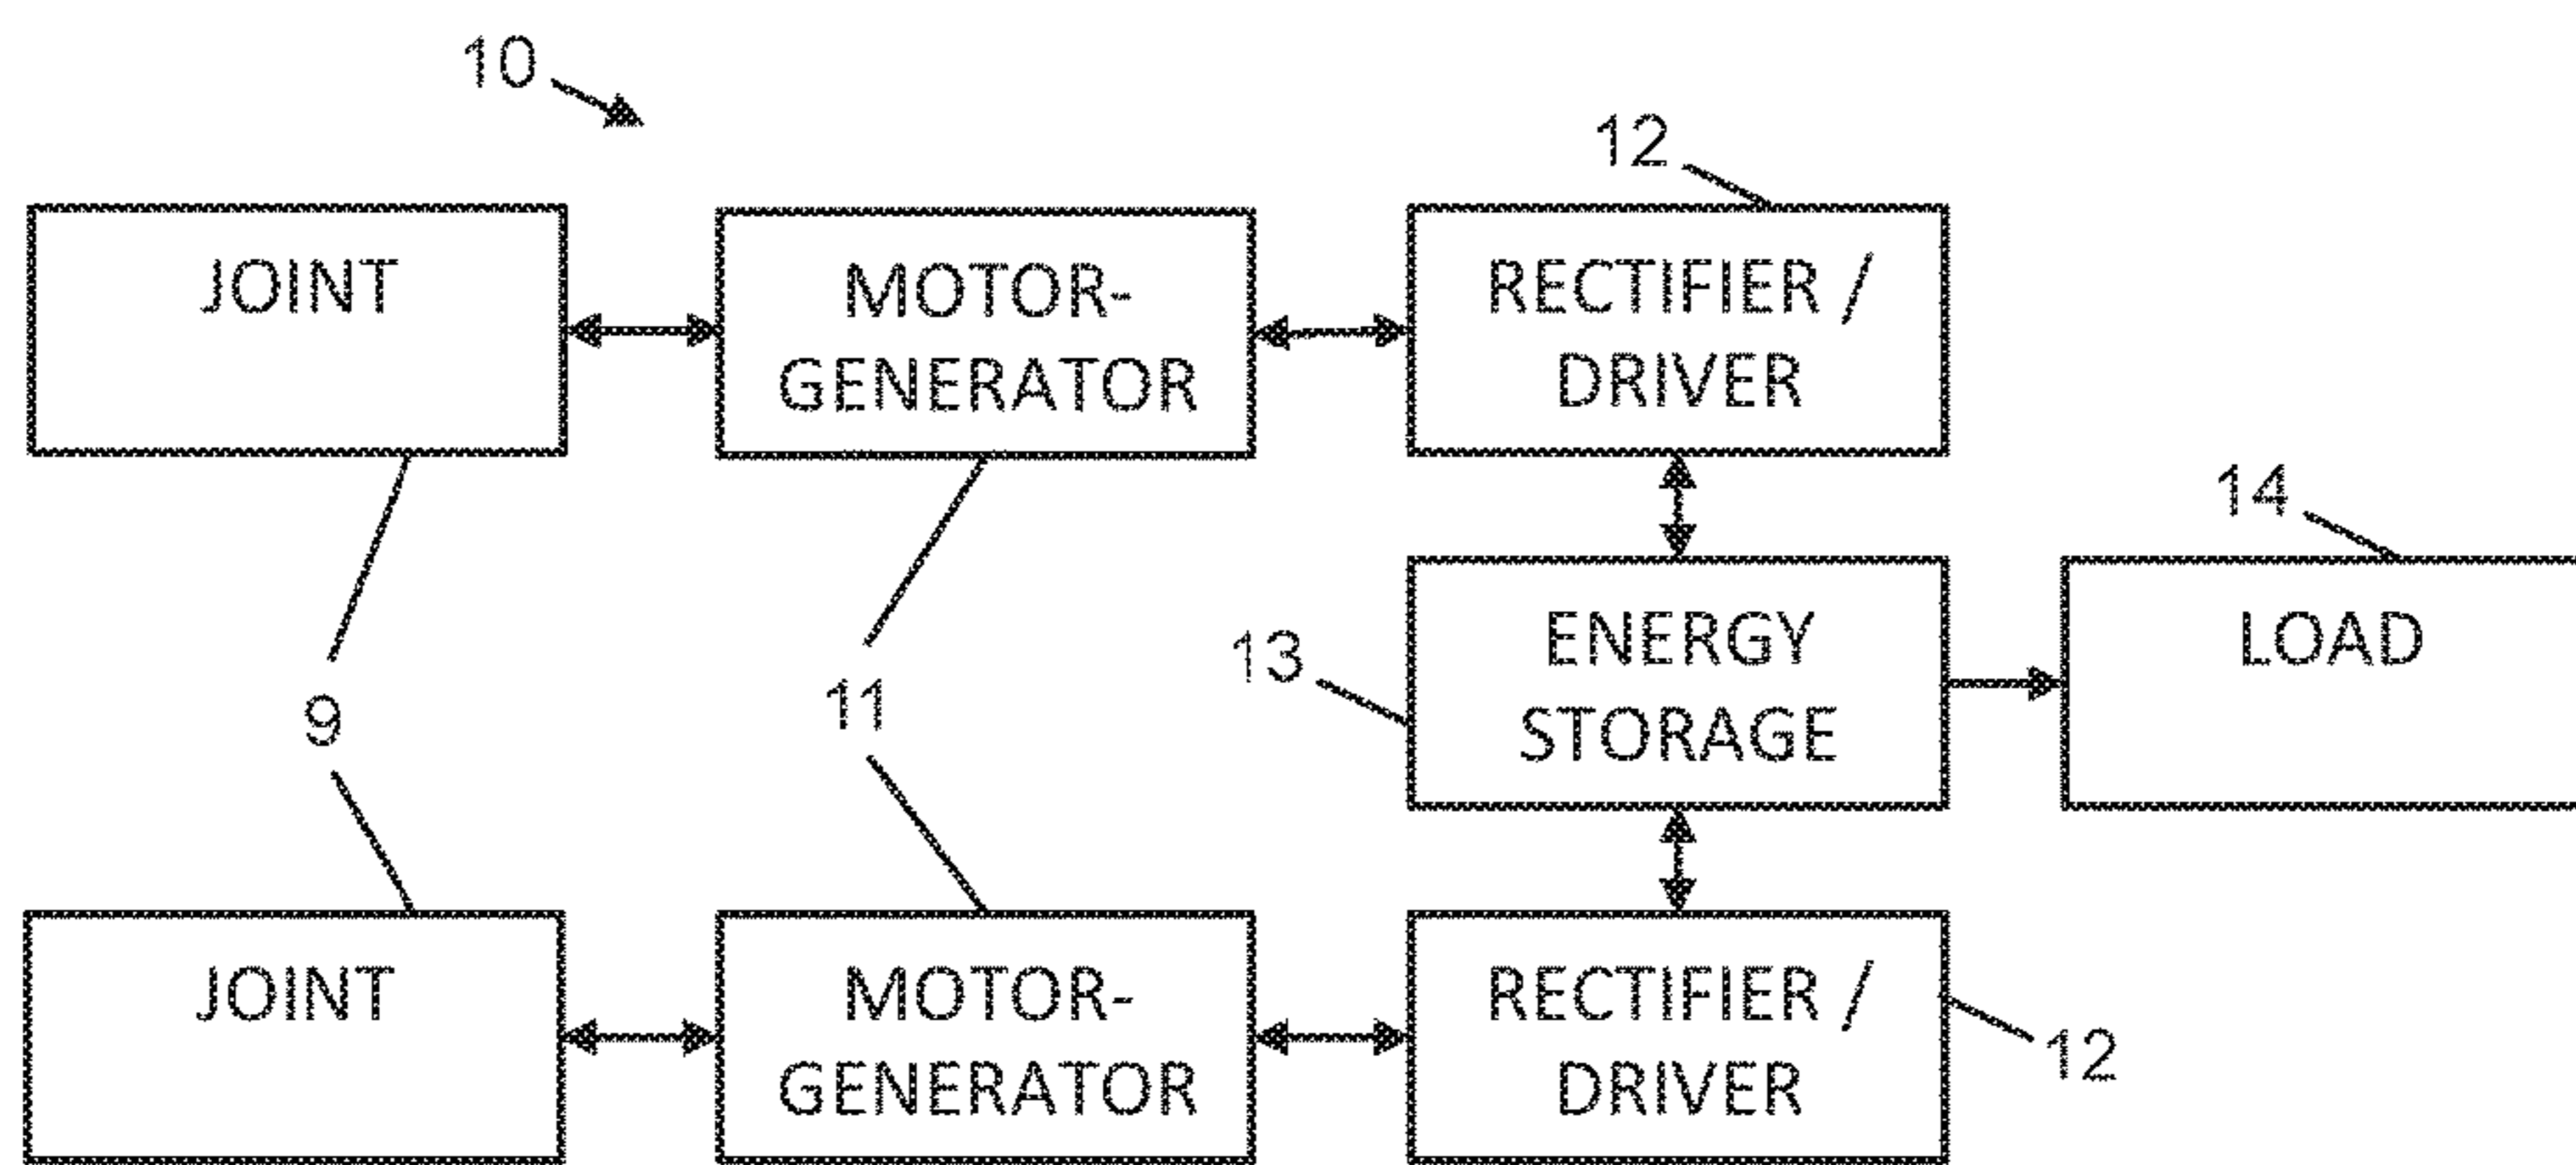 10
12
JOINT
MOTOR-
GENERATOR
RECTIFIER /
DRIVER
14
9
11
13
ENERGY
STORAGE
LOAD
JOINT
MOTOR-
GENERATOR
RECTIFIER /
DRIVER
12